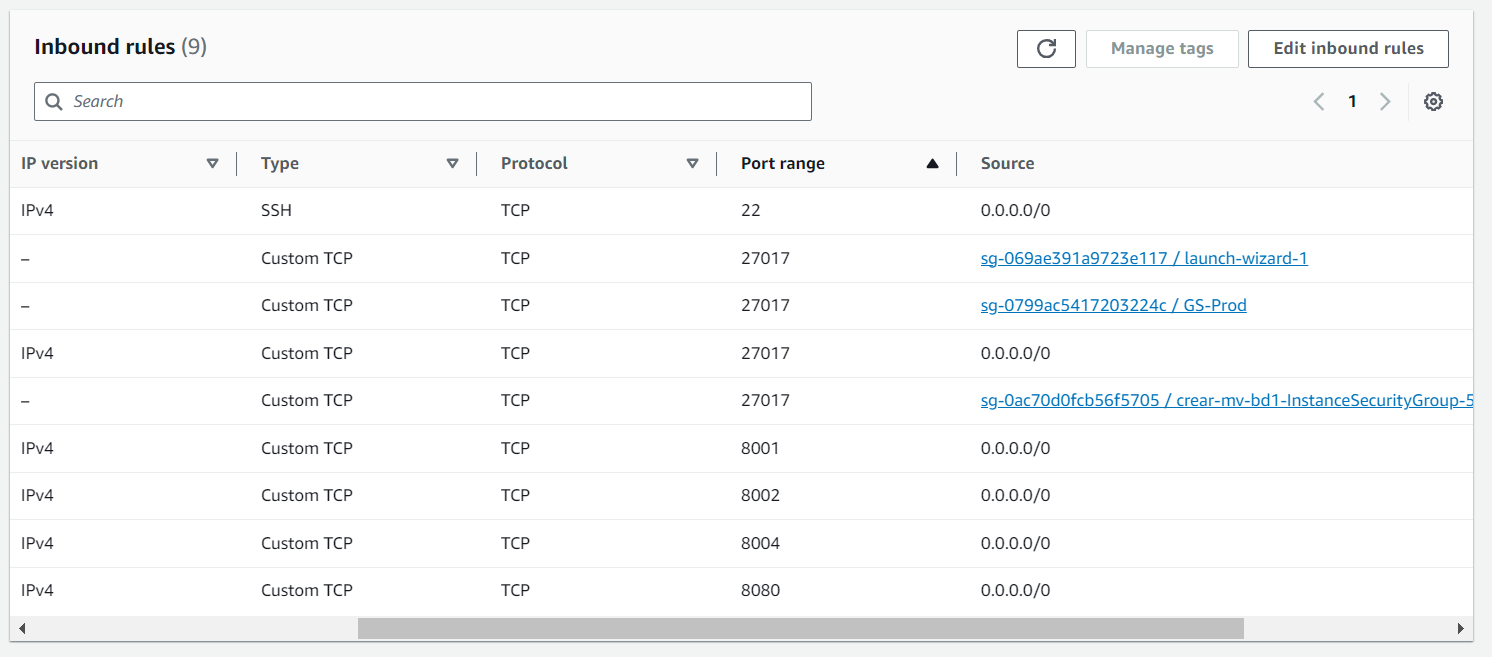 Inbound rules (9)
Manage tags
Edit inbound rules
Search
1
IP version Type Protocol Port range Source
IPv4 SSH TCP 22 0.0.0.0/0
– Custom TCP TCP 27017 sg-069ae391a9723e117 / launch-wizard-1
– Custom TCP TCP 27017 sg-0799ac5417203224c / GS-Prod
IPv4 Custom TCP TCP 27017 0.0.0.0/0
– Custom TCP TCP 27017 sg-0ac70d0fcb56f5705 / crear-mv-bd1-InstanceSecurityGroup-5
IPv4 Custom TCP TCP 8001 0.0.0.0/0
IPv4 Custom TCP TCP 8002 0.0.0.0/0
IPv4 Custom TCP TCP 8004 0.0.0.0/0
IPv4 Custom TCP TCP 8080 0.0.0.0/0